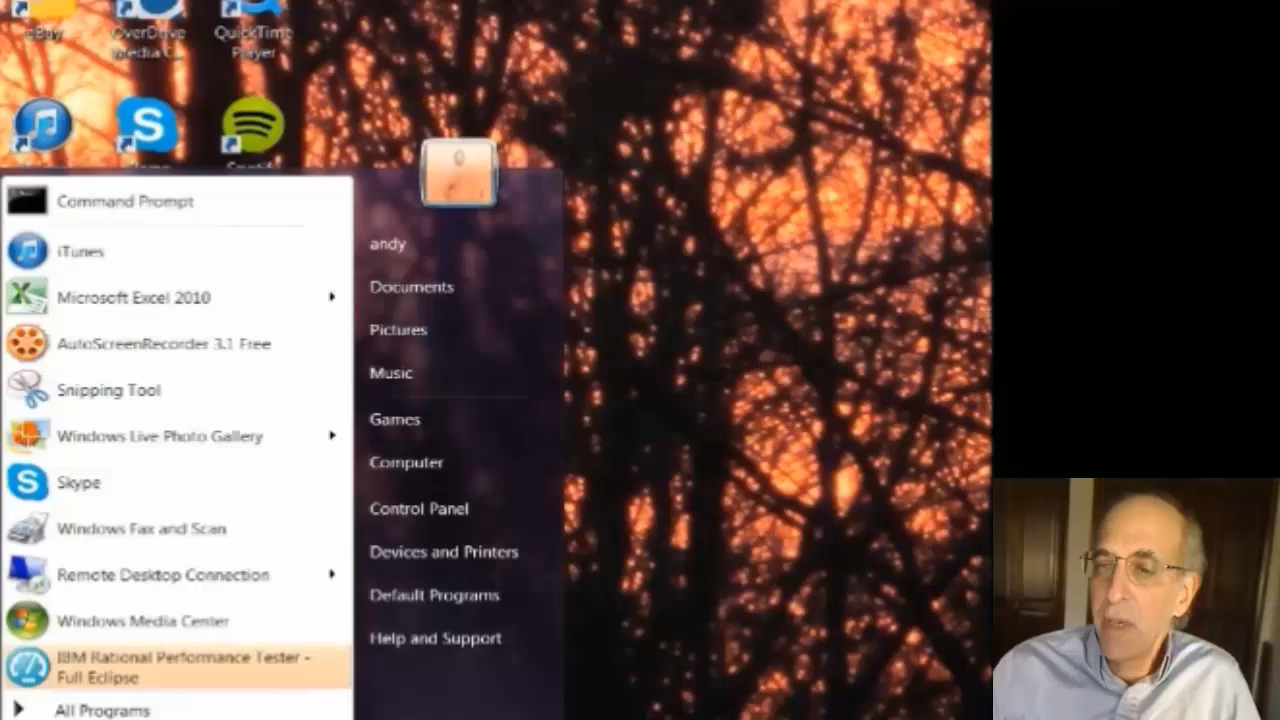 eBay
OverDrive
Media C...
QuickTime
Player
Command Prompt
iTunes
Microsoft Excel 2010
AutoScreenRecorder 3.1 Free
Snipping Tool
Windows Live Photo Gallery
Skype
Windows Fax and Scan
Remote Desktop Connection
Windows Media Center
IBM Rational Performance Tester -
Full Eclipse
All Programs
andy
Documents
Pictures
Music
Games
Computer
Control Panel
Devices and Printers
Default Programs
Help and Support